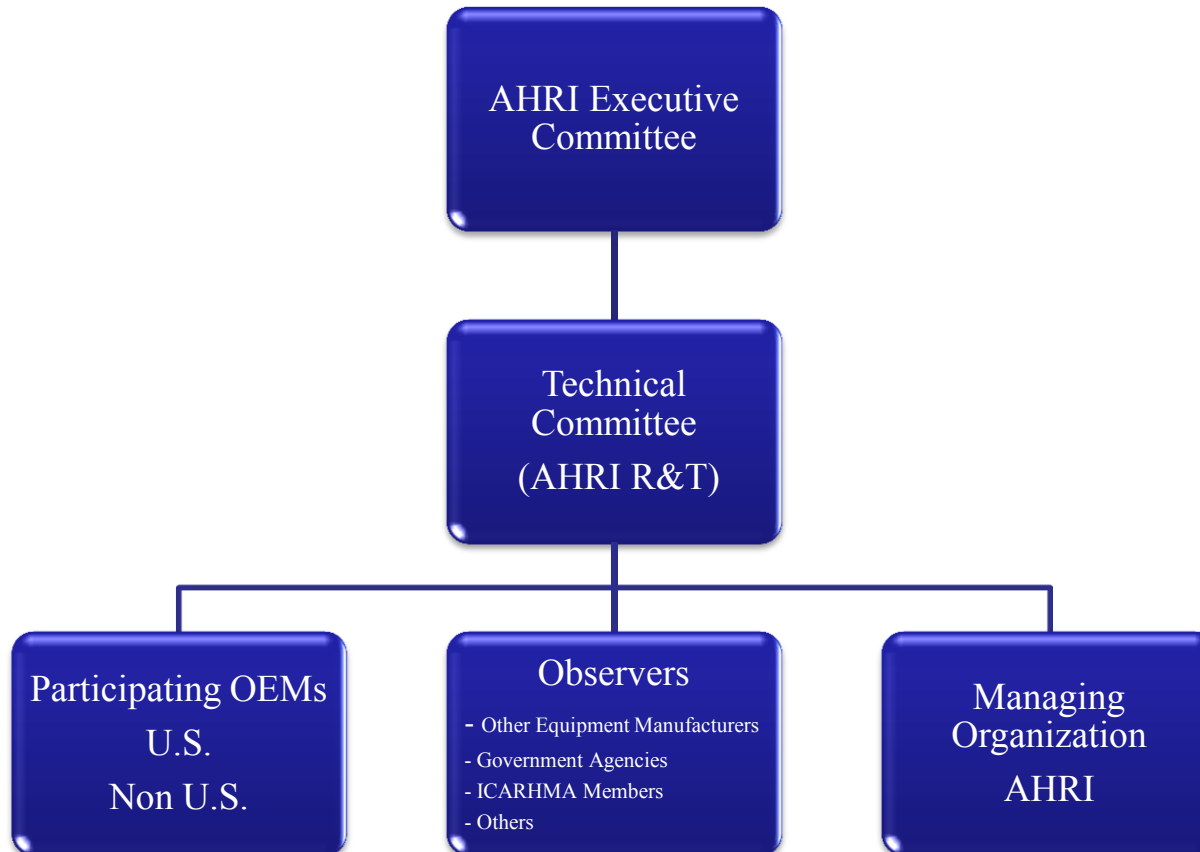 AHRI Executive
Committee
Technical
Committee
(AHRI R&T)
Participating OEMs
U.S.
Non U.S.
Observers
- Other Equipment Manufacturers
- Government Agencies
- ICARHMA Members
- Others
Managing
Organization
AHRI